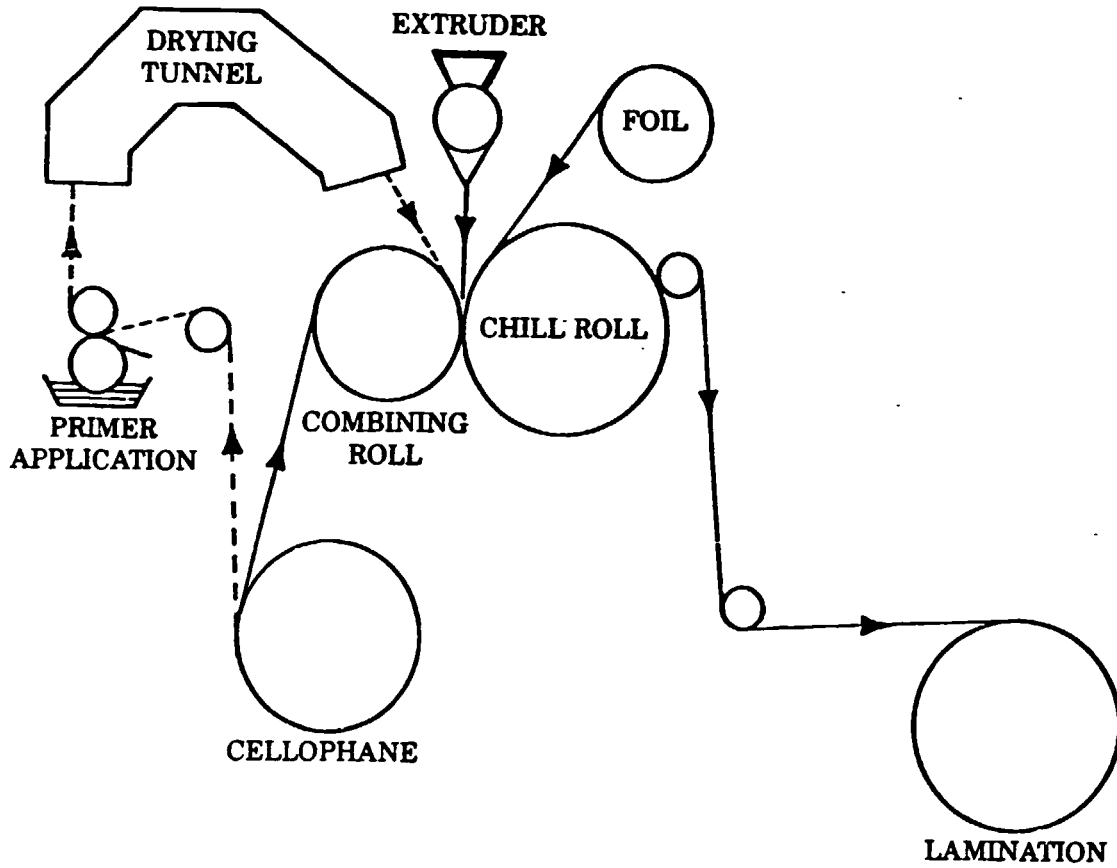 DRYING
TUNNEL
EXTRUDER
FOIL
CHILL ROLL
COMBINING
ROLL
PRIMER
APPLICATION
CELLOPHANE
LAMINATION